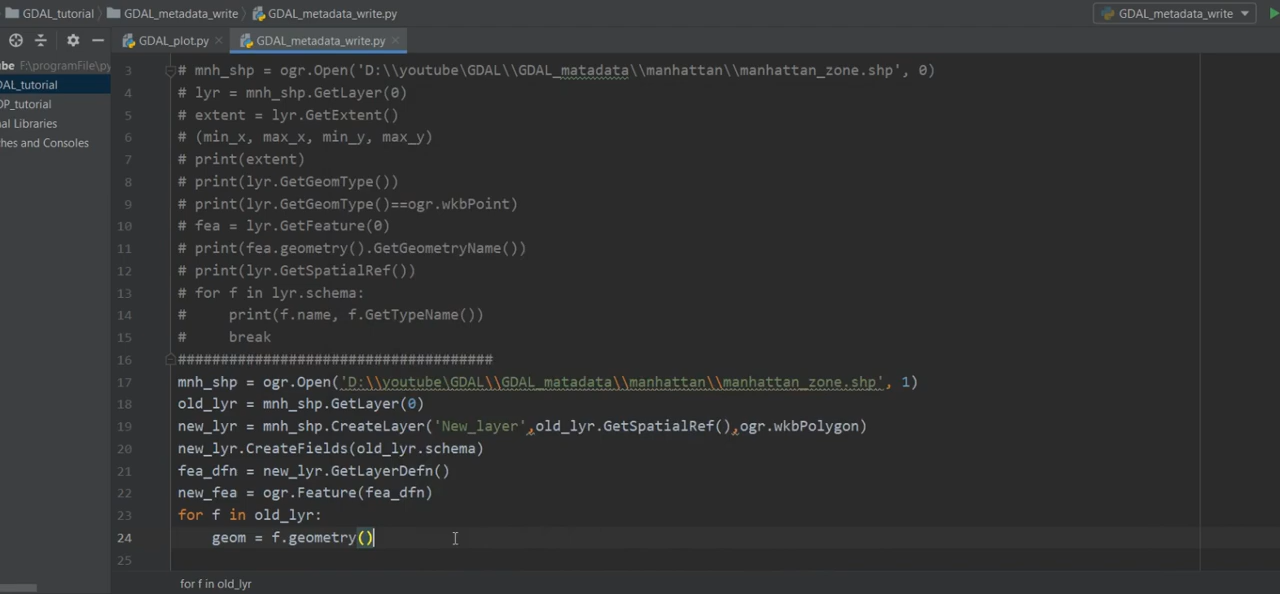 GDAL_tutorial GDAL_metadata_write GDAL_metadata_write.py GDAL_metadata_write
GDAL_plot.py GDAL_metadata_write.py
be F:\programFile\py
DAL_tutorial
OP_tutorial
nal Libraries
ches and Consoles
3 # mnh_shp = ogr.Open('D:\\youtube\GDAL\\GDAL_matadata\\manhattan\\manhattan_zone.shp', 0)
4 # lyr = mnh_shp.GetLayer(0)
5 # extent = lyr.GetExtent()
6 # (min_x, max_x, min_y, max_y)
7 # print(extent)
8 # print(lyr.GetGeomType())
9 # print(lyr.GetGeomType()==ogr.wkbPoint)
10 # fea = lyr.GetFeature(0)
11 # print(fea.geometry().GetGeometryName())
12 # print(lyr.GetSpatialRef())
13 # for f in lyr.schema:
14 #     print(f.name, f.GetTypeName())
15 #     break
16 #####################################
17 mnh_shp = ogr.Open('D:\\youtube\GDAL\\GDAL_matadata\\manhattan\\manhattan_zone.shp', 1)
18 old_lyr = mnh_shp.GetLayer(0)
19 new_lyr = mnh_shp.CreateLayer('New_layer',old_lyr.GetSpatialRef(),ogr.wkbPolygon)
20 new_lyr.CreateFields(old_lyr.schema)
21 fea_dfn = new_lyr.GetLayerDefn()
22 new_fea = ogr.Feature(fea_dfn)
23 for f in old_lyr:
24     geom = f.geometry()
25
for f in old_lyr